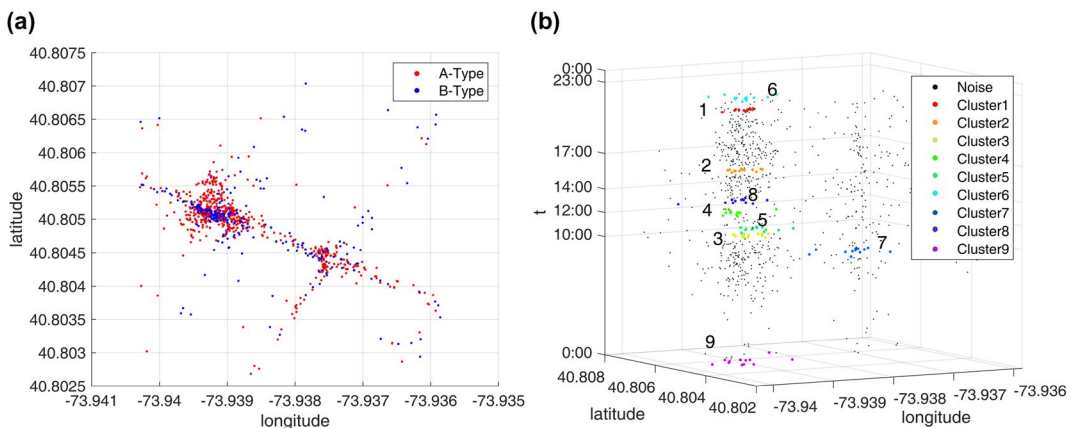 (a)
40.8075
40.807
40.8065
40.806
40.8055
40.805
40.8045
40.804
40.8035
40.803
40.8025
latitude
-73.941 -73.94 -73.939 -73.938 -73.937 -73.936 -73.935
longitude
A-Type
B-Type
(b)
0:00
23:00
17:00
14:00
12:00
10:00
0:00
t
40.808
40.806
40.804
40.802
latitude
-73.94
-73.939
-73.938
-73.937
-73.936
longitude
1
6
2
8
4
5
3
7
9
Noise
Cluster1
Cluster2
Cluster3
Cluster4
Cluster5
Cluster6
Cluster7
Cluster8
Cluster9